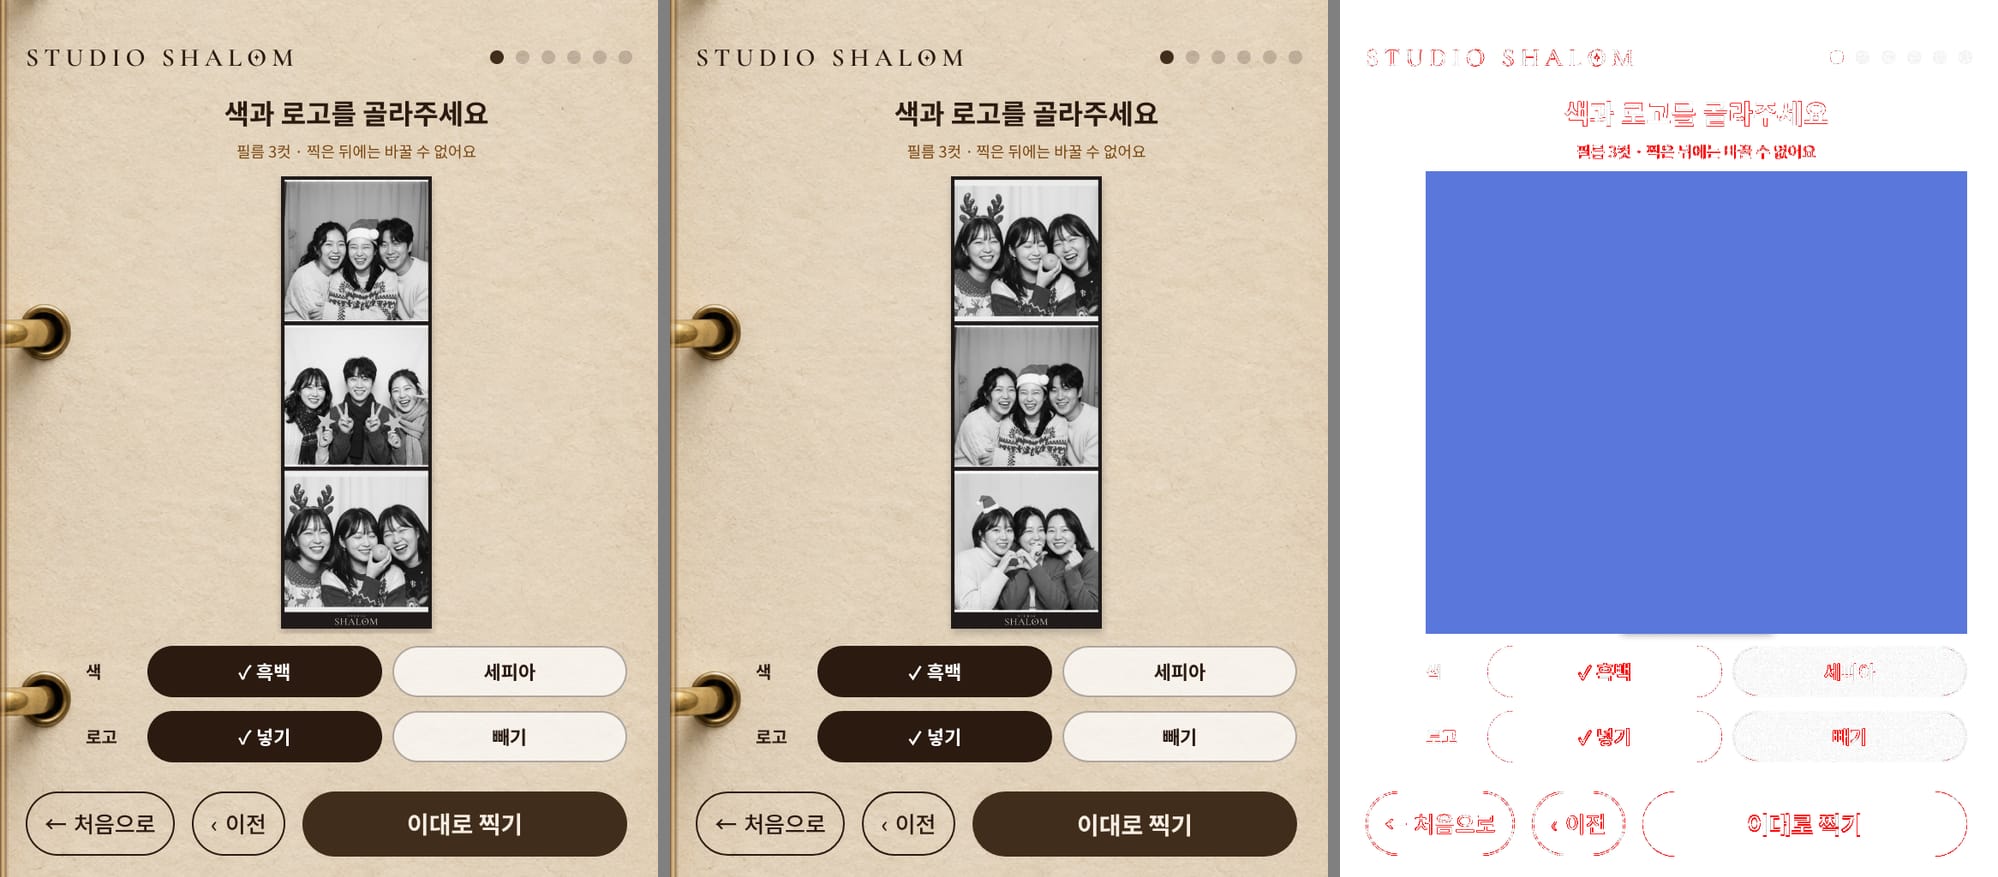 STUDIO SHALOM
색과 로고를 골라주세요
필름 3컷 · 찍은 뒤에는 바꿀 수 없어요
SHALOM
색
✓ 흑백
세피아
로고
✓ 넣기
빼기
← 처음으로
‹ 이전
이대로 찍기
STUDIO SHALOM
색과 로고를 골라주세요
필름 3컷 · 찍은 뒤에는 바꿀 수 없어요
SHALOM
색
✓ 흑백
세피아
로고
✓ 넣기
빼기
← 처음으로
‹ 이전
이대로 찍기
STUDIO SHALOM
색과 로고를 골라주세요
필름 3컷 · 찍은 뒤에는 바꿀 수 없어요
색
✓ 흑백
세피아
로고
✓ 넣기
빼기
처음으로
‹ 이전
이대로 찍기